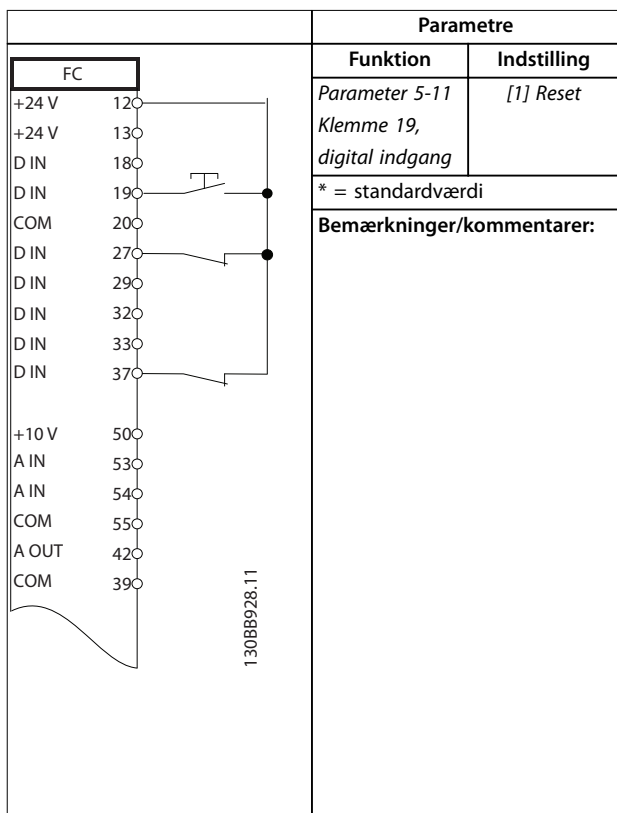 Parametre
Funktion Indstilling
Parameter 5-11 [1] Reset
Klemme 19,
digital indgang
* = standardværdi
Bemærkninger/kommentarer:
FC
+24 V 12
+24 V 13
D IN 18
D IN 19
COM 20
D IN 27
D IN 29
D IN 32
D IN 33
D IN 37
+10 V 50
A IN 53
A IN 54
COM 55
A OUT 42
COM 39
130BB928.11